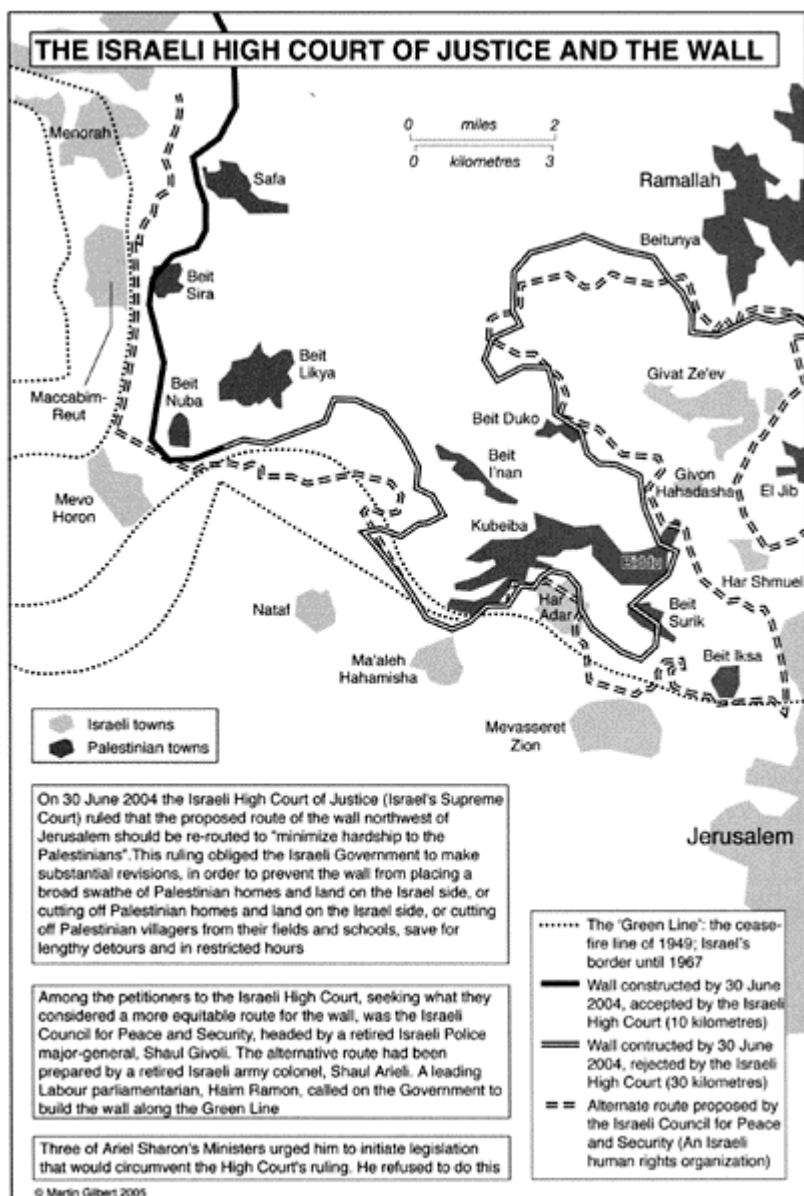 THE ISRAELI HIGH COURT OF JUSTICE AND THE WALL
Menorah
0 miles 2
0 kilometres 3
Safa
Ramallah
Beitunya
Beit
Sira
Maccabim-
Reut
Beit
Nuba
Beit
Likya
Givat Ze'ev
Beit Duko
Beit
I'nan
Givon
Hahadasha
El Jib
Mevo
Horon
Kubeiba
Biddu
Har Shmuel
Nataf
Har
Adar
Beit
Surik
Ma'aleh
Hahamisha
Beit Iksa
Mevasseret
Zion
Jerusalem
Israeli towns
Palestinian towns
On 30 June 2004 the Israeli High Court of Justice (Israel's Supreme
Court) ruled that the proposed route of the wall northwest of
Jerusalem should be re-routed to "minimize hardship to the
Palestinians".This ruling obliged the Israeli Government to make
substantial revisions, in order to prevent the wall from placing a
broad swathe of Palestinian homes and land on the Israel side, or
cutting off Palestinian homes and land on the Israel side, or cutting
off Palestinian villagers from their fields and schools, save for
lengthy detours and in restricted hours
Among the petitioners to the Israeli High Court, seeking what they
considered a more equitable route for the wall, was the Israeli
Council for Peace and Security, headed by a retired Israeli Police
major-general, Shaul Givoli. The alternative route had been
prepared by a retired Israeli army colonel, Shaul Arieli. A leading
Labour parliamentarian, Haim Ramon, called on the Government to
build the wall along the Green Line
Three of Ariel Sharon's Ministers urged him to initiate legislation
that would circumvent the High Court's ruling. He refused to do this
The 'Green Line': the cease-
fire line of 1949; Israel's
border until 1967
Wall constructed by 30 June
2004, accepted by the Israeli
High Court (10 kilometres)
Wall contructed by 30 June
2004, rejected by the Israeli
High Court (30 kilometres)
Alternate route proposed by
the Israeli Council for Peace
and Security (An Israeli
human rights organization)
© Martin Gilbert 2005